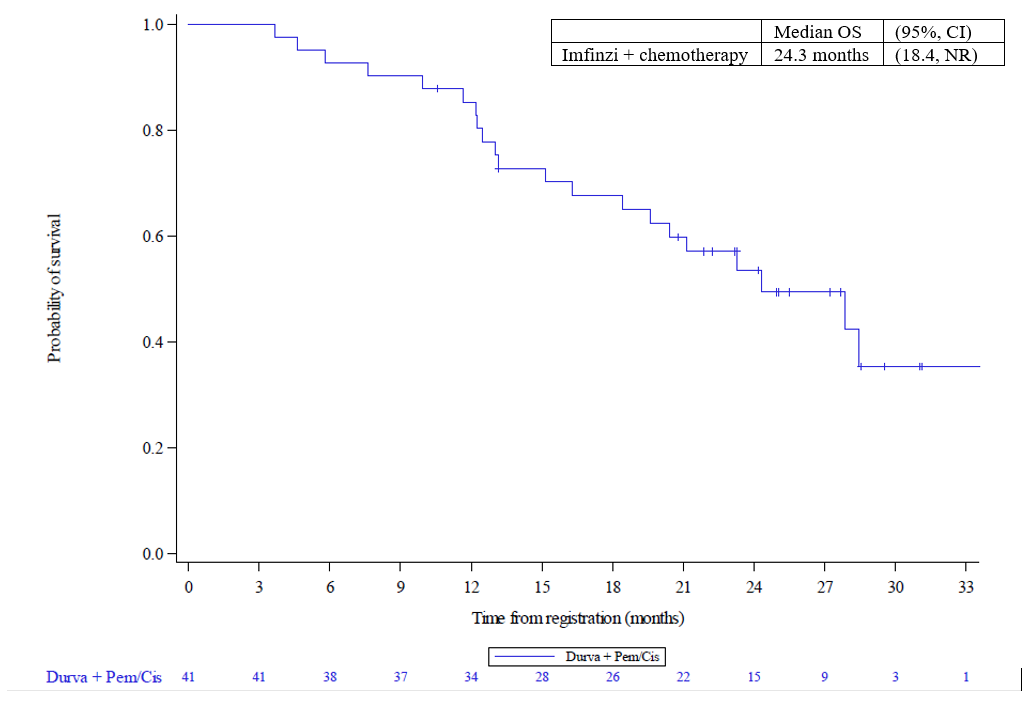 Median OS (95%, CI)
Imfinzi + chemotherapy 24.3 months (18.4, NR)
1.0
0.8
0.6
0.4
0.2
0.0
Probability of survival
0 3 6 9 12 15 18 21 24 27 30 33
Time from registration (months)
Durva + Pem/Cis
Durva + Pem/Cis 41 41 38 37 34 28 26 22 15 9 3 1